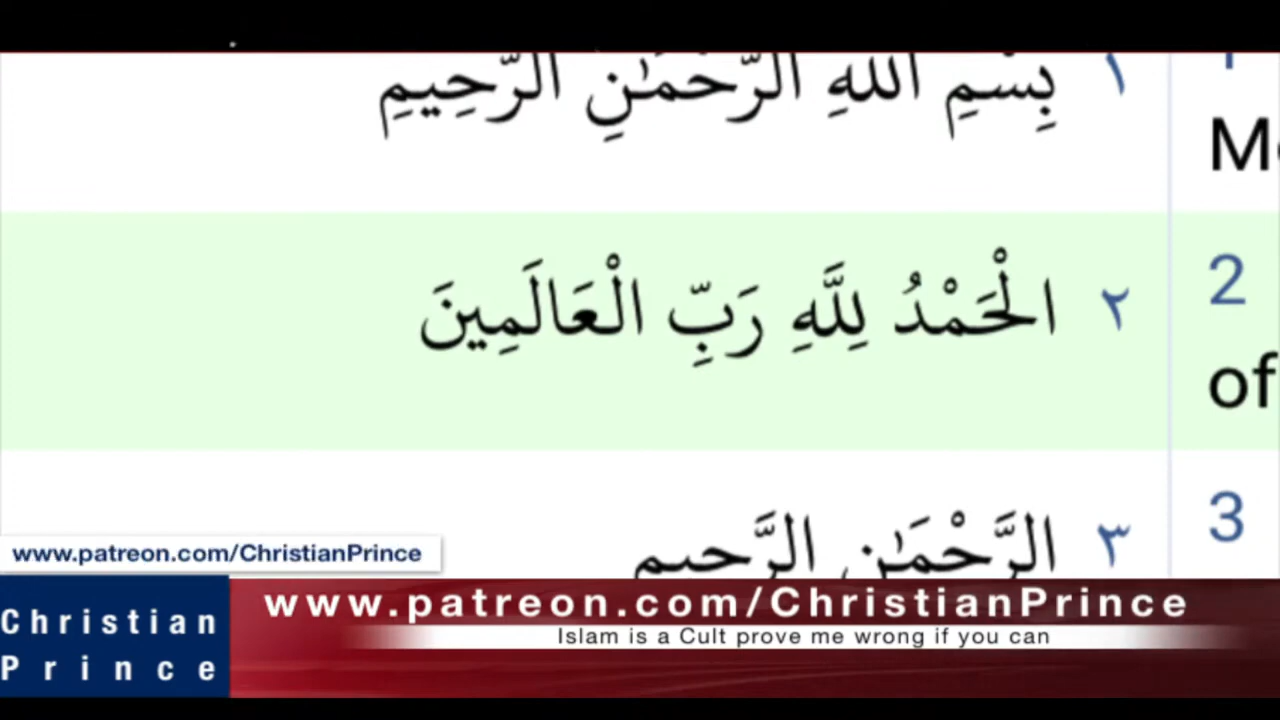 بِسْمِ اللَّهِ الرَّحْمَٰنِ الرَّحِيمِ ١
٢ الْحَمْدُ لِلَّهِ رَبِّ الْعَالَمِينَ
2
of
٣ الرَّحْمَٰنِ الرَّحِيمِ
3
www.patreon.com/ChristianPrince
Christian
Prince
www.patreon.com/ChristianPrince
Islam is a Cult prove me wrong if you can